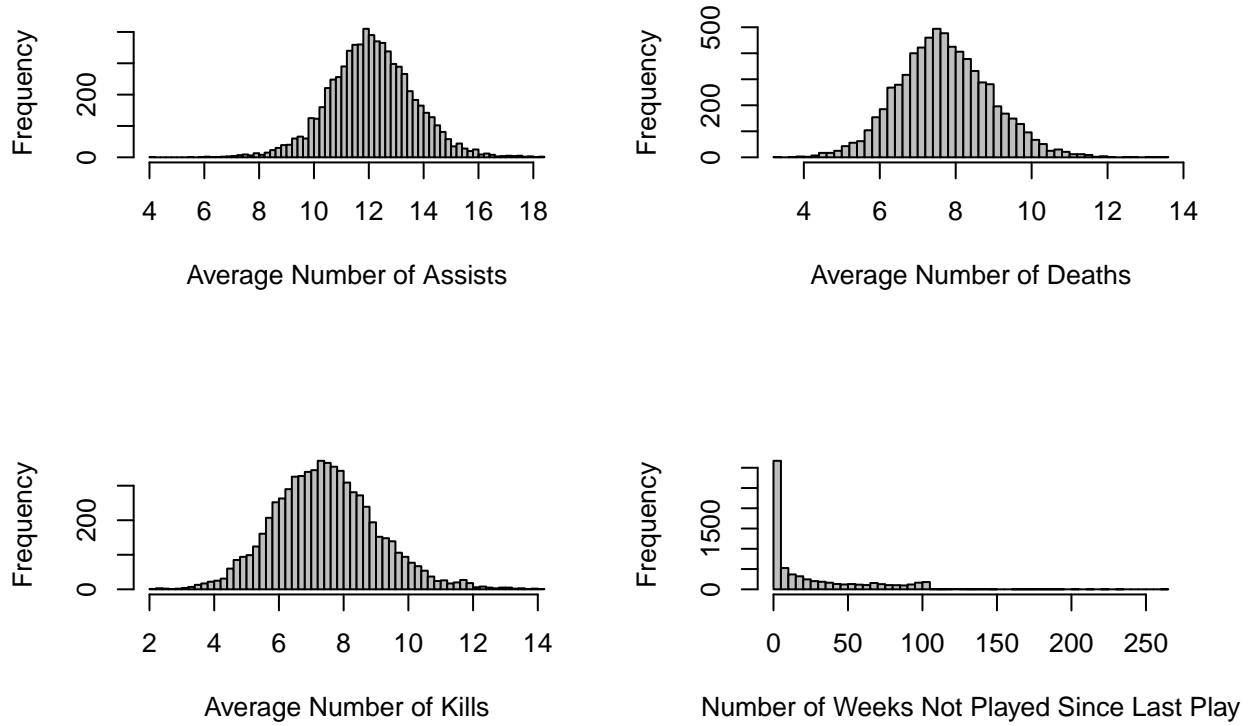 Frequency
0
200
4 6 8 10 12 14 16 18
Average Number of Assists
Frequency
0
200
500
4 6 8 10 12 14
Average Number of Deaths
Frequency
0
200
2 4 6 8 10 12 14
Average Number of Kills
Frequency
0
1500
0 50 100 150 200 250
Number of Weeks Not Played Since Last Play